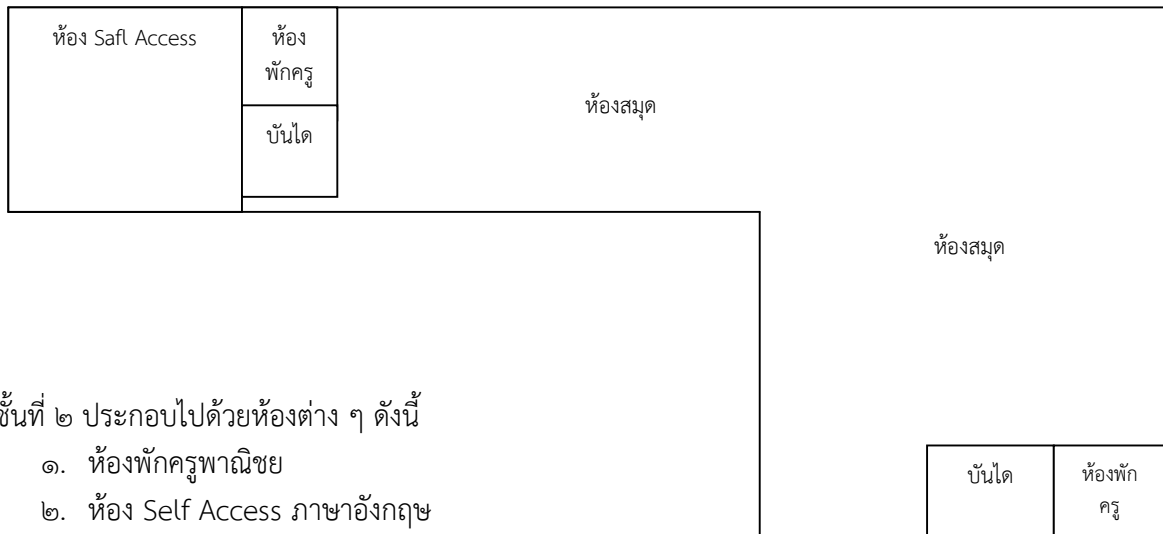 ห้อง Safl Access
ห้อง
พักครู
บันได
ห้องสมุด
ห้องสมุด
ชั้นที่ ๒ ประกอบไปด้วยห้องต่าง ๆ ดังนี้
๑. ห้องพักครูพาณิชย
๒. ห้อง Self Access ภาษาอังกฤษ
บันได
ห้องพัก
ครู